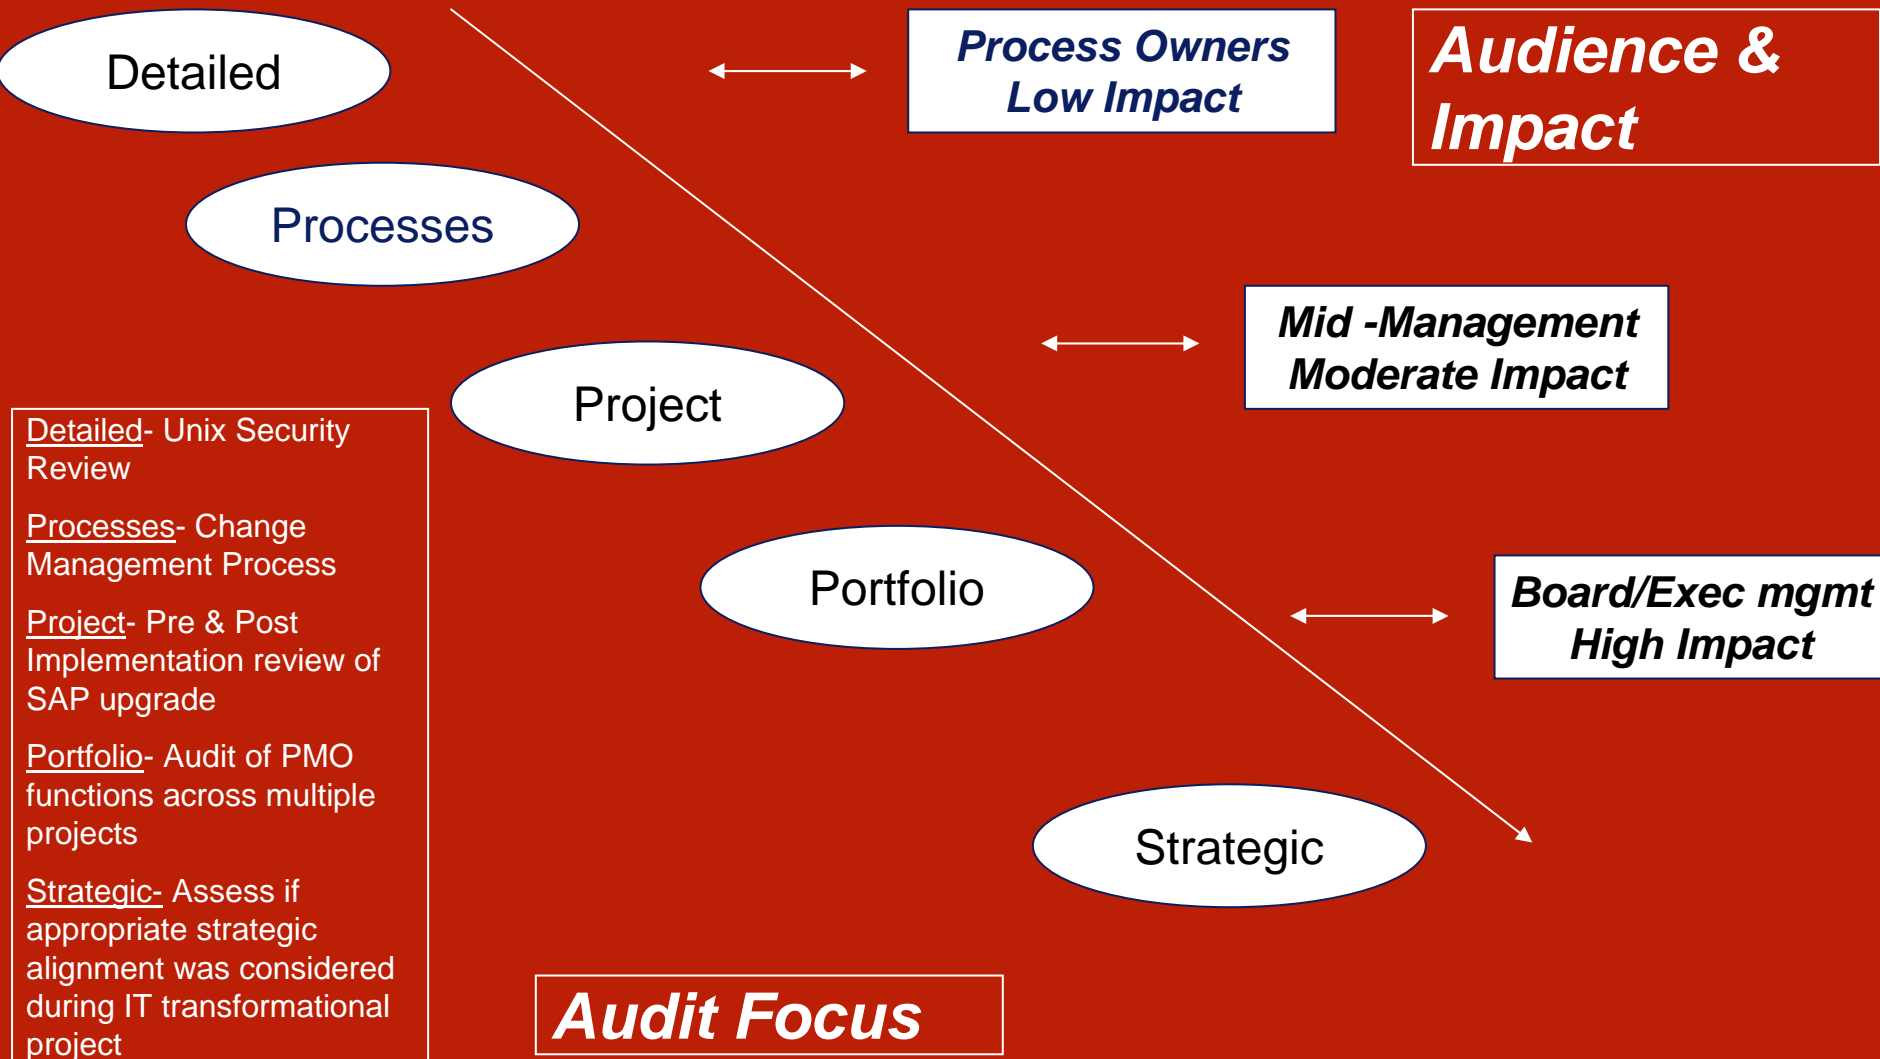 Detailed
Process Owners
Low Impact
Audience &
Impact
Processes
Mid -Management
Moderate Impact
Project
Detailed- Unix Security
Review
Processes- Change
Management Process
Project- Pre & Post
Implementation review of
SAP upgrade
Portfolio- Audit of PMO
functions across multiple
projects
Strategic- Assess if
appropriate strategic
alignment was considered
during IT transformational
project
Portfolio
Board/Exec mgmt
High Impact
Strategic
Audit Focus